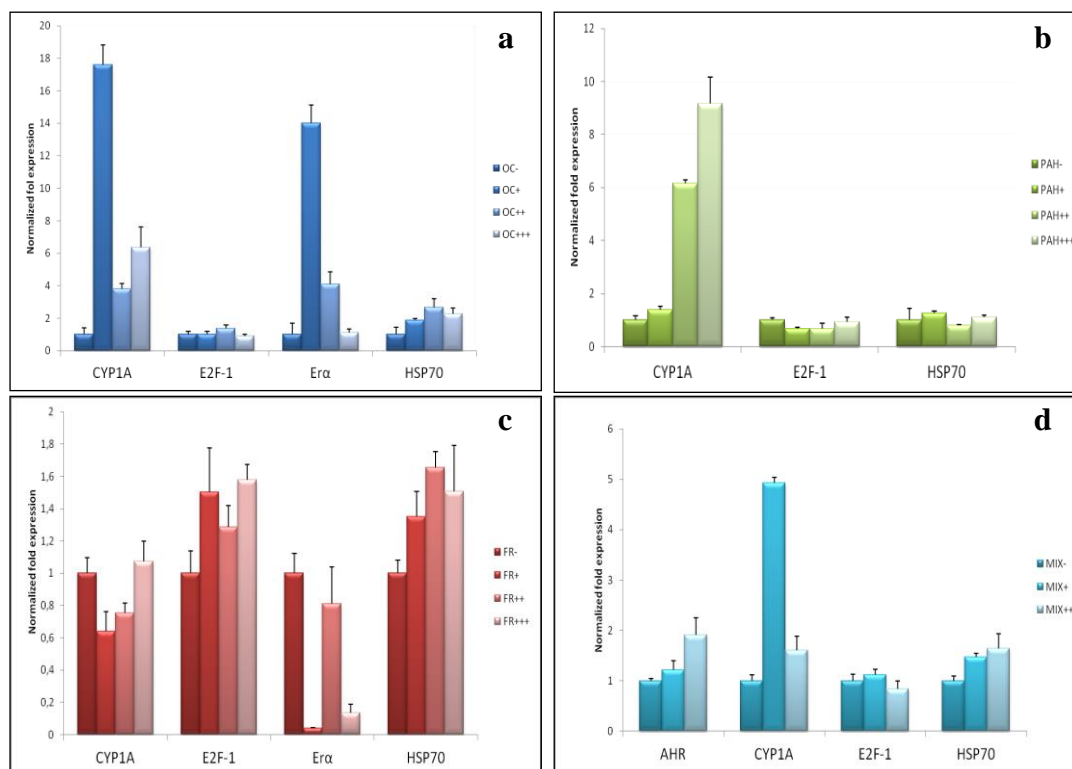 a
Normalized fol expression
20
18
16
14
12
10
8
6
4
2
0
CYP1A E2F-1 Erα HSP70
OC-
OC+
OC++
OC+++
b
Normalized fold expression
12
10
8
6
4
2
0
CYP1A E2F-1 HSP70
PAH-
PAH+
PAH++
PAH+++
c
Normalized fold expression
2
1,8
1,6
1,4
1,2
1
0,8
0,6
0,4
0,2
0
CYP1A E2F-1 Erα HSP70
FR-
FR+
FR++
FR+++
d
Normalized fold expression
6
5
4
3
2
1
0
AHR CYP1A E2F-1 HSP70
MIX-
MIX+
MIX++